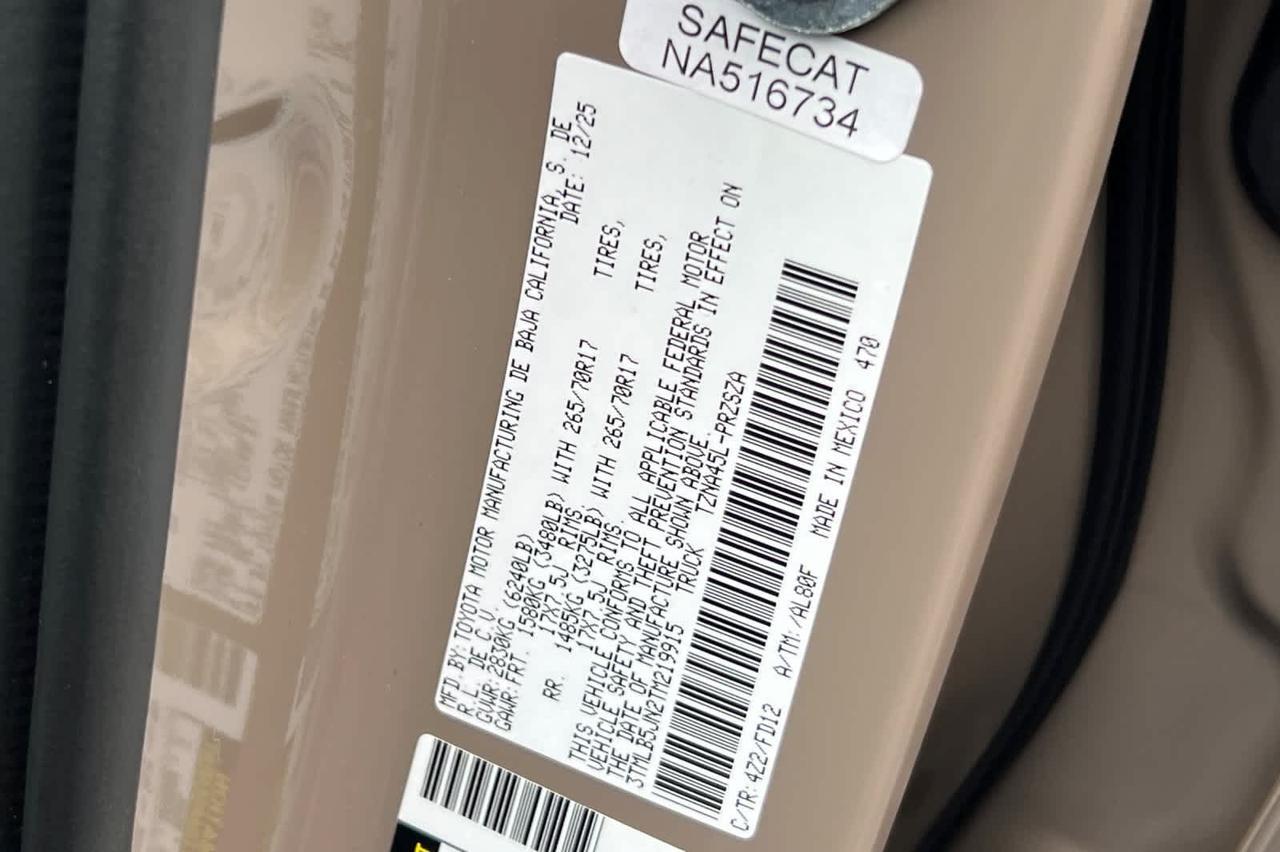 SAFECAT
NA516734
MFD.BY:TOYOTA MOTOR MANUFACTURING DE BAJA CALIFORNIA, S. DE
R.L. DE C.V. DATE: 12/25
GVWR:2830KG (6240LB)
GAWR:FRT. 1580KG (3480LB) WITH 265/70R17 TIRES,
17X7.5J RIMS,
RR. 1485KG (3275LB) WITH 265/70R17 TIRES,
17X7.5J RIMS.
THIS VEHICLE CONFORMS TO ALL APPLICABLE FEDERAL MOTOR
VEHICLE SAFETY AND THEFT PREVENTION STANDARDS IN EFFECT ON
THE DATE OF MANUFACTURE SHOWN ABOVE.
3TMLB5JN2TM219915 TRUCK TZNA45L-PRZSZA
C/TR:4Z2/FD12 A/TM:/AL80F MADE IN MEXICO 470